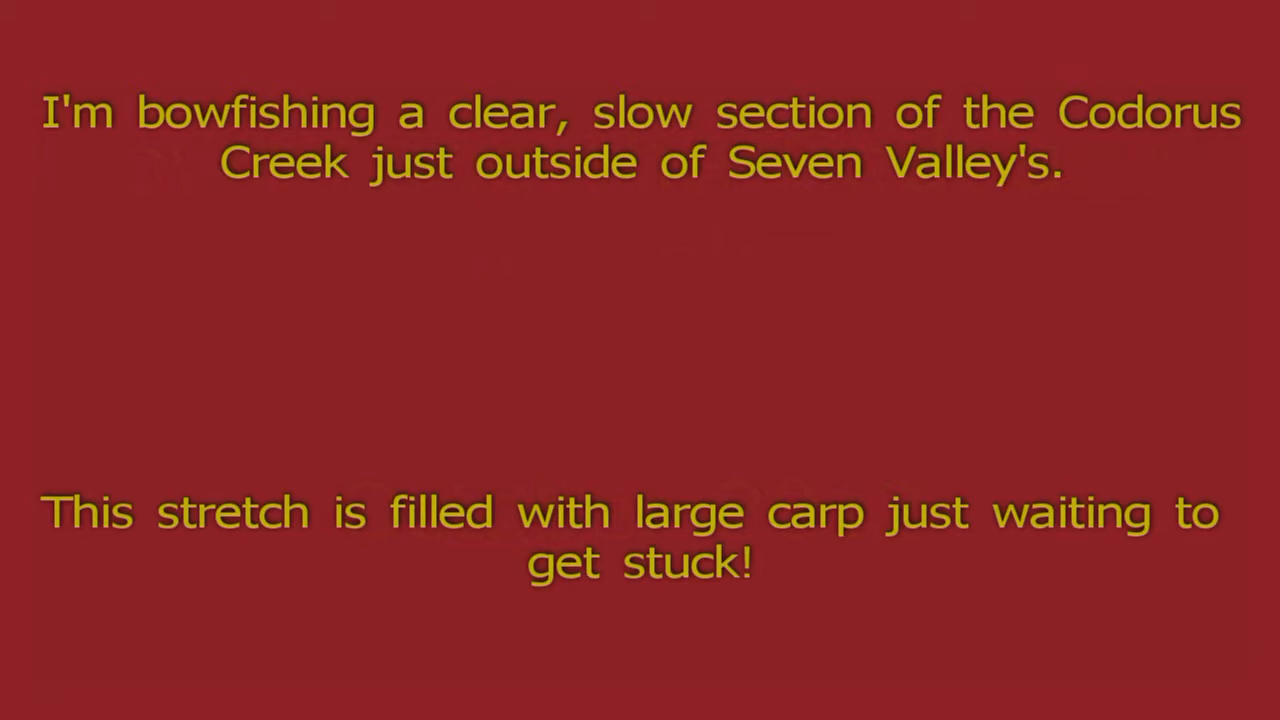 I'm bowfishing a clear, slow section of the Codorus
Creek just outside of Seven Valley's.
This stretch is filled with large carp just waiting to
get stuck!